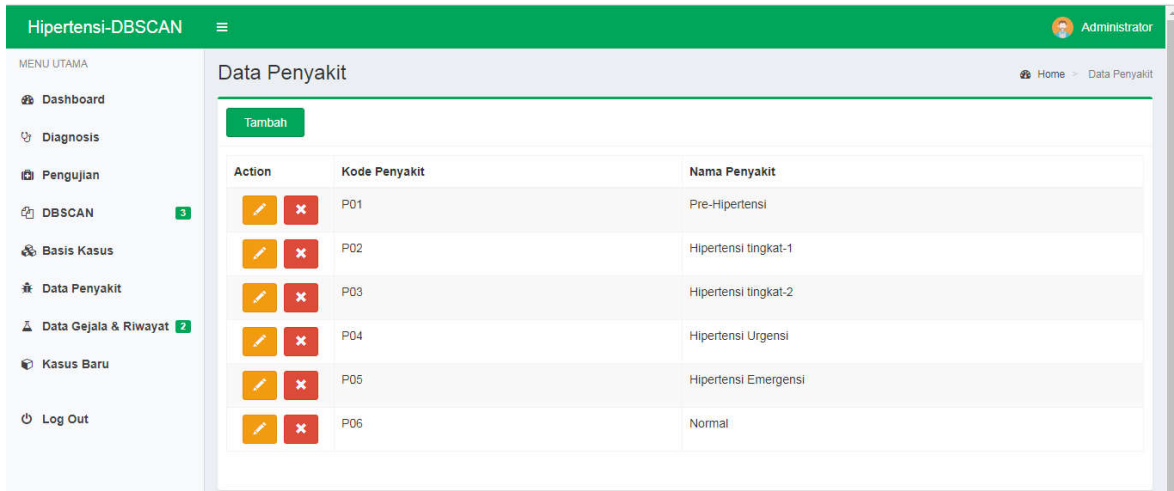 Hipertensi-DBSCAN
Administrator
MENU UTAMA
Dashboard
Diagnosis
Pengujian
DBSCAN 3
Basis Kasus
Data Penyakit
Data Gejala & Riwayat 2
Kasus Baru
Log Out
Data Penyakit
Home > Data Penyakit
Tambah
Action Kode Penyakit Nama Penyakit
P01 Pre-Hipertensi
P02 Hipertensi tingkat-1
P03 Hipertensi tingkat-2
P04 Hipertensi Urgensi
P05 Hipertensi Emergensi
P06 Normal